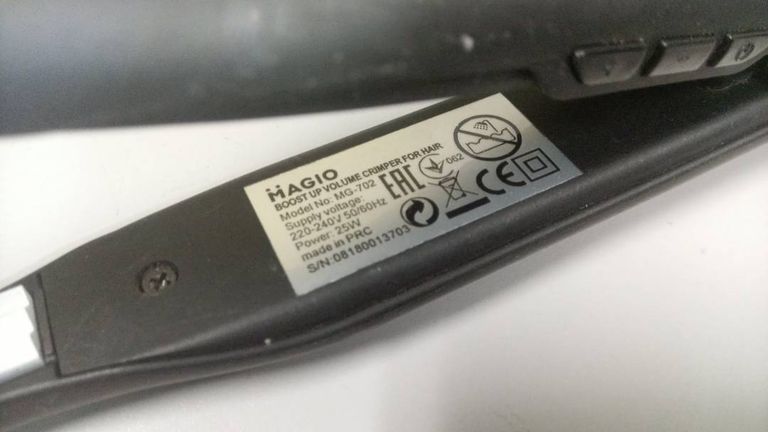 MAGIO
BOOST UP VOLUME CRIMPER FOR HAIR
Model No: MG-702
Supply voltage:
220-240V 50/60Hz
Power: 25W
made in PRC
S/N:08180013703
EAC
062
CE